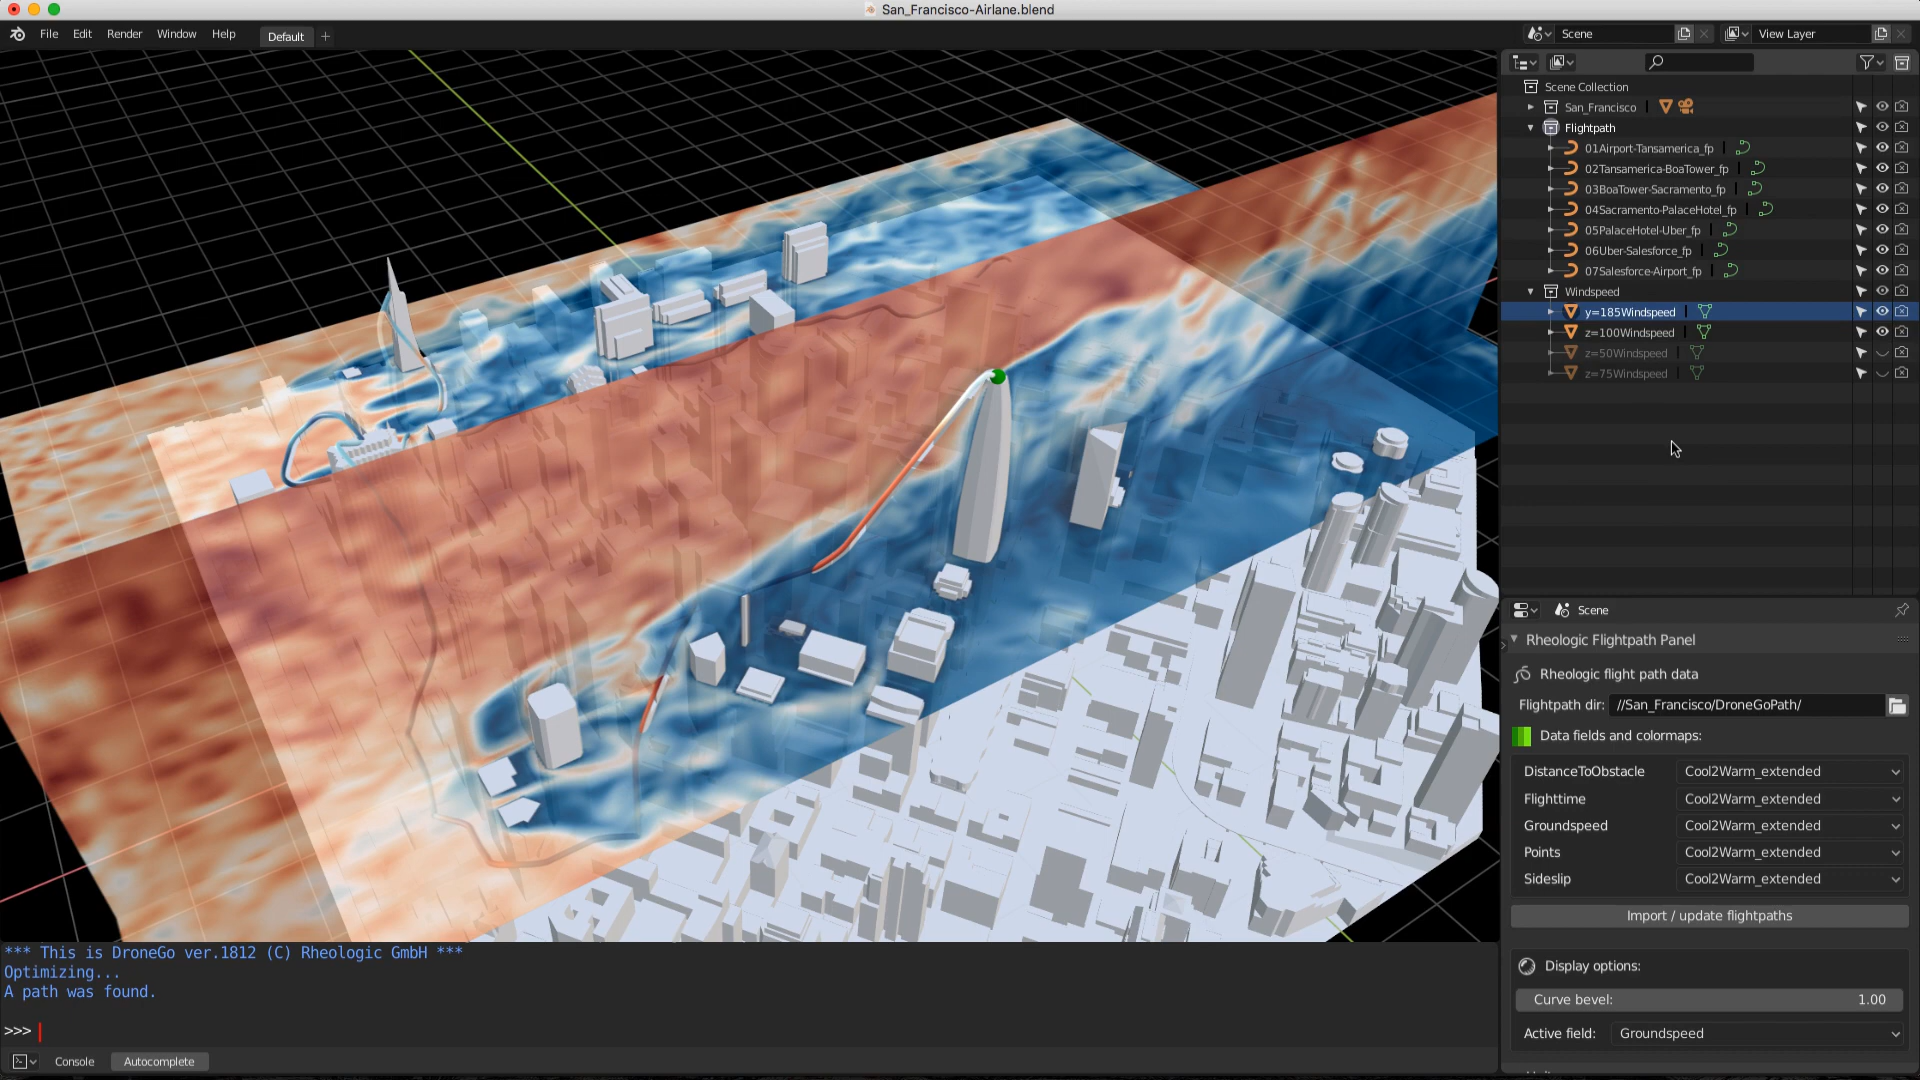 San_Francisco-Airlane.blend
File Edit Render Window Help Default +
Scene View Layer
Scene Collection
San_Francisco
Flightpath
01Airport-Tansamerica_fp
02Tansamerica-BoaTower_fp
03BoaTower-Sacramento_fp
04Sacramento-PalaceHotel_fp
05PalaceHotel-Uber_fp
06Uber-Salesforce_fp
07Salesforce-Airport_fp
Windspeed
y=185Windspeed
z=100Windspeed
z=50Windspeed
z=75Windspeed
Scene
Rheologic Flightpath Panel
Rheologic flight path data
Flightpath dir: //San_Francisco/DroneGoPath/
Data fields and colormaps:
DistanceToObstacle Cool2Warm_extended
Flighttime Cool2Warm_extended
Groundspeed Cool2Warm_extended
Points Cool2Warm_extended
Sideslip Cool2Warm_extended
Import / update flightpaths
Display options:
Curve bevel: 1.00
Active field: Groundspeed
*** This is DroneGo ver.1812 (C) Rheologic GmbH ***
Optimizing...
A path was found.
>>>
Console Autocomplete